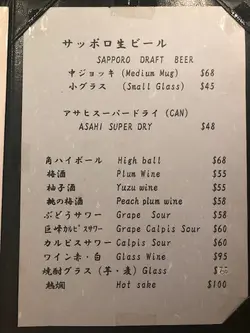 サッポロ生ビール
SAPPORO DRAFT BEER
中ジョッキ (Medium Mug) $68
小グラス (Small Glass) $45
アサヒスーパードライ (CAN)
ASAHI SUPER DRY $48
角ハイボール High ball $68
梅酒 Plum Wine $55
柚子酒 Yuzu wine $55
桃の梅酒 Peach plum wine $58
ぶどうサワー Grape Sour $58
巨峰カルピスサワー Grape Calpis Sour $60
カルピスサワー Calpis Sour $60
ワイン赤・白 Glass Wine $95
焼酎グラス (芋・麦) Glass
熱燗 Hot sake $100